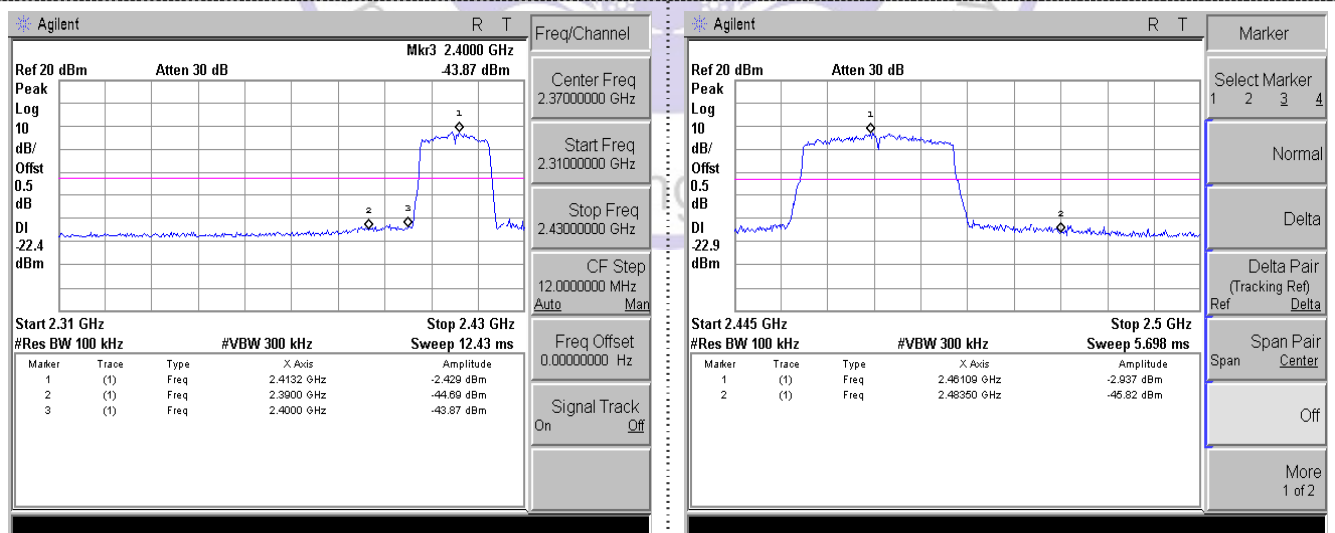 Agilent R T
Freq/Channel
Mkr3 2.4000 GHz
Ref 20 dBm Atten 30 dB -43.87 dBm
Peak
Log
10
dB/
Offst
0.5
dB
DI
-22.4
dBm
1
2
3
Start 2.31 GHz Stop 2.43 GHz
#Res BW 100 kHz #VBW 300 kHz Sweep 12.43 ms
Marker Trace Type X Axis Amplitude
1 (1) Freq 2.4132 GHz -2.429 dBm
2 (1) Freq 2.3900 GHz -44.69 dBm
3 (1) Freq 2.4000 GHz -43.87 dBm
Center Freq
2.37000000 GHz
Start Freq
2.31000000 GHz
Stop Freq
2.43000000 GHz
CF Step
12.0000000 MHz
Auto Man
Freq Offset
0.00000000 Hz
Signal Track
On Off
Agilent R T
Marker
Ref 20 dBm Atten 30 dB
Peak
Log
10
dB/
Offst
0.5
dB
DI
-22.9
dBm
1
2
Start 2.445 GHz Stop 2.5 GHz
#Res BW 100 kHz #VBW 300 kHz Sweep 5.698 ms
Marker Trace Type X Axis Amplitude
1 (1) Freq 2.46109 GHz -2.937 dBm
2 (1) Freq 2.48350 GHz -45.82 dBm
Select Marker
1 2 3 4
Normal
Delta
Delta Pair
(Tracking Ref)
Ref Delta
Span Pair
Span Center
Off
More
1 of 2